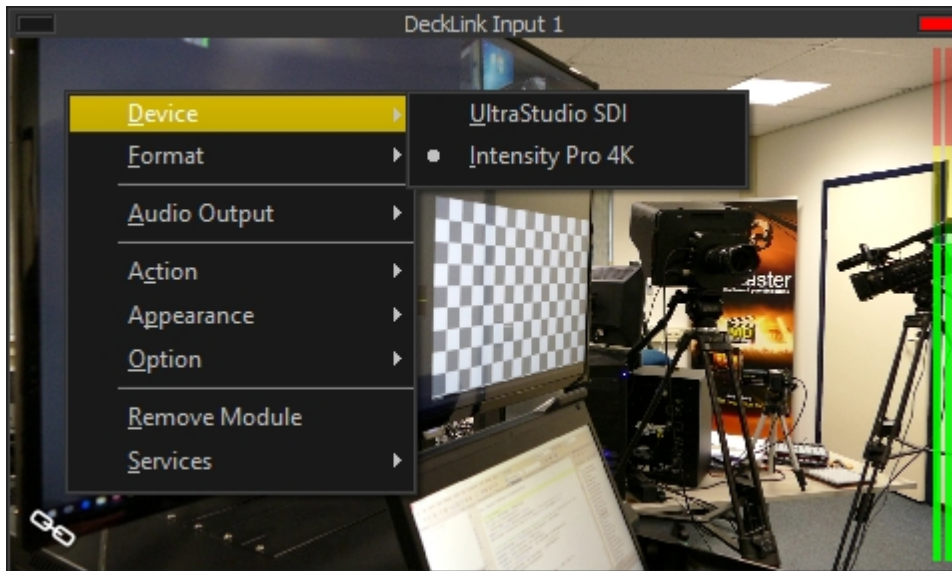 DeckLink Input 1
Device
UltraStudio SDI
Format
Intensity Pro 4K
Audio Output
Action
Appearance
Option
Remove Module
Services
aster
MD